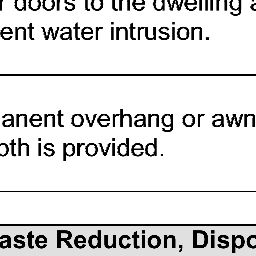 doors to the dwelling
ent water intrusion.
anent overhang or awn
oth is provided.
aste Reduction, Dispo